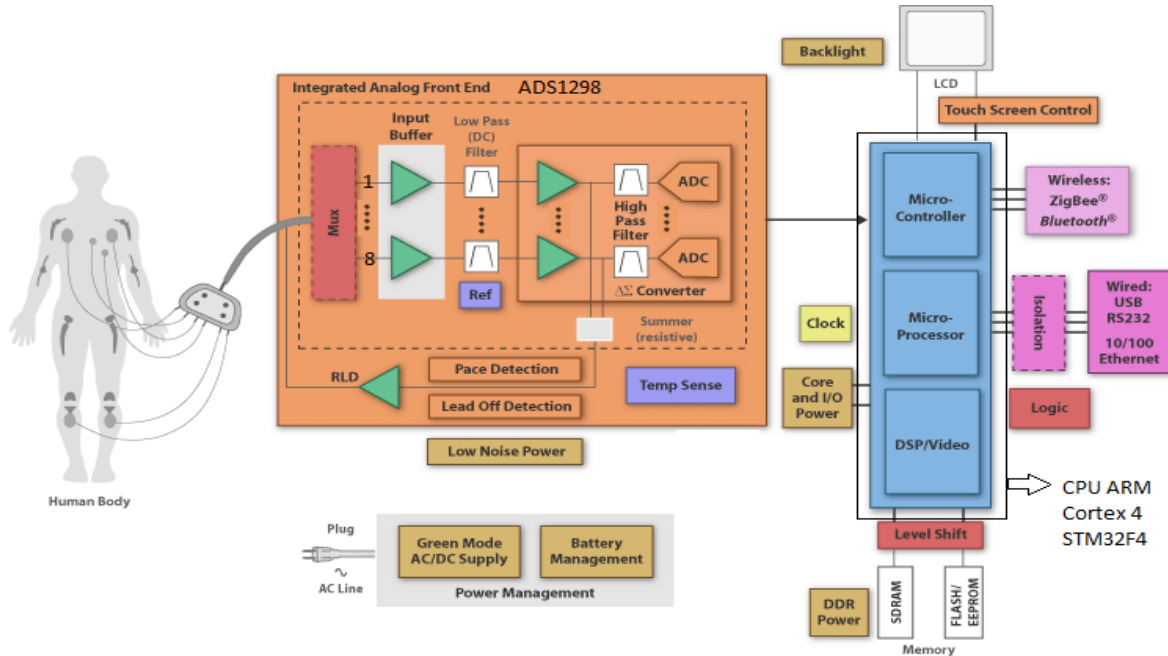 Backlight
LCD
Touch Screen Control
Integrated Analog Front End ADS1298
Input
Buffer
Low Pass
(DC)
Filter
Mux
1
8
ADC
High
Pass
Filter
ADC
ΔΣ Converter
Ref
Summer
(resistive)
RLD
Pace Detection
Lead Off Detection
Temp Sense
Low Noise Power
Human Body
Micro-
Controller
Micro-
Processor
DSP/Video
Wireless:
ZigBee®
Bluetooth®
Isolation
Wired:
USB
RS232
10/100
Ethernet
Clock
Core
and I/O
Power
Logic
CPU ARM
Cortex 4
STM32F4
Level Shift
Plug
AC Line
Green Mode
AC/DC Supply
Battery
Management
Power Management
DDR
Power
SDRAM
FLASH/
EEPROM
Memory